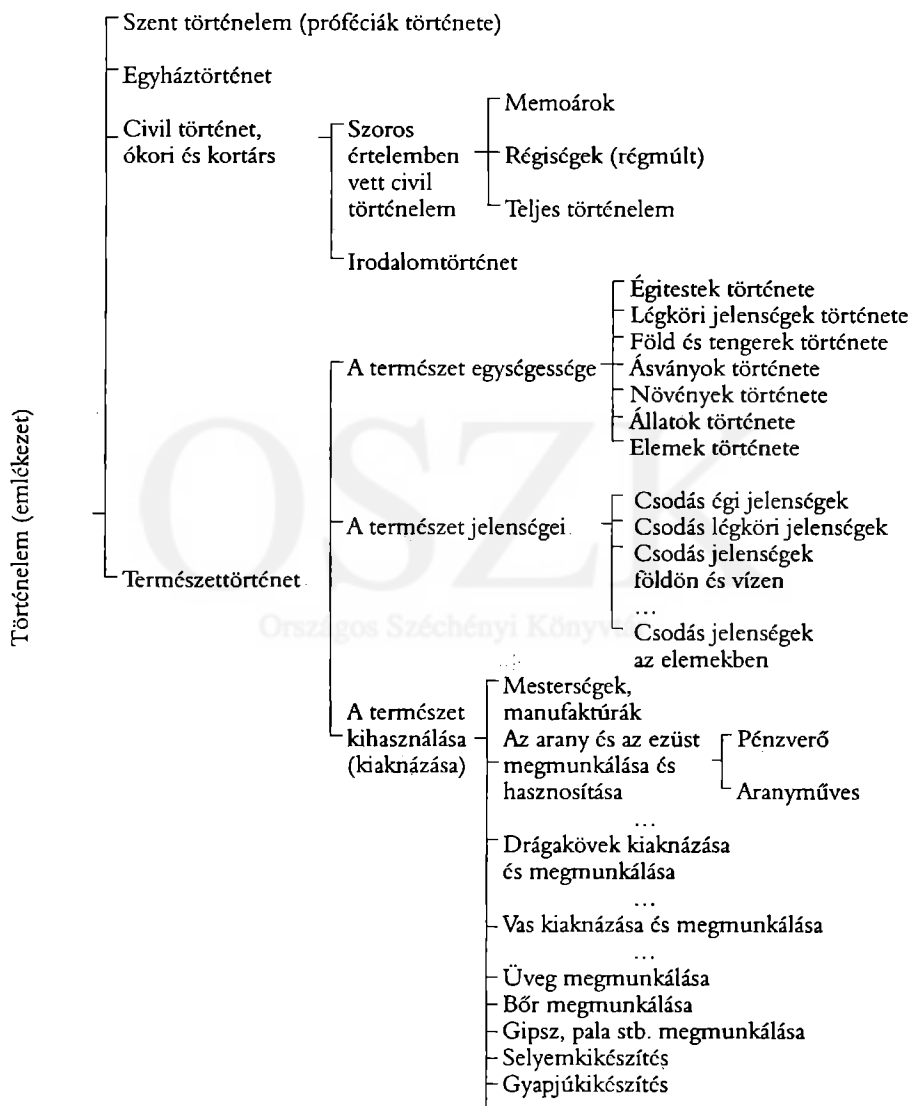 Szent történelem (próféciák története)
Egyháztörténet
Civil történet,
ókori és kortárs
Szoros
értelemben
vett civil
történelem
Memoárok
Régiségek (régmúlt)
Teljes történelem
Irodalomtörténet
Történelem (emlékezet)
Természettörténet
A természet egységessége
Égitestek története
Légköri jelenségek története
Föld és tengerek története
Ásványok története
Növények története
Állatok története
Elemek története
A természet jelenségei
Csodás égi jelenségek
Csodás légköri jelenségek
Csodás jelenségek
földön és vízen
...
Csodás jelenségek
az elemekben
A természet
kihasználása
(kiaknázása)
Mesterségek,
manufaktúrák
Az arany és az ezüst
megmunkálása és
hasznosítása
Pénzverő
Aranyműves
...
Drágakövek kiaknázása
és megmunkálása
...
Vas kiaknázása és megmunkálása
...
Üveg megmunkálása
Bőr megmunkálása
Gipsz, pala stb. megmunkálása
Selyemkikészítés
Gyapjúkikészítés
OSZK
Országos Széchényi Könyvtár